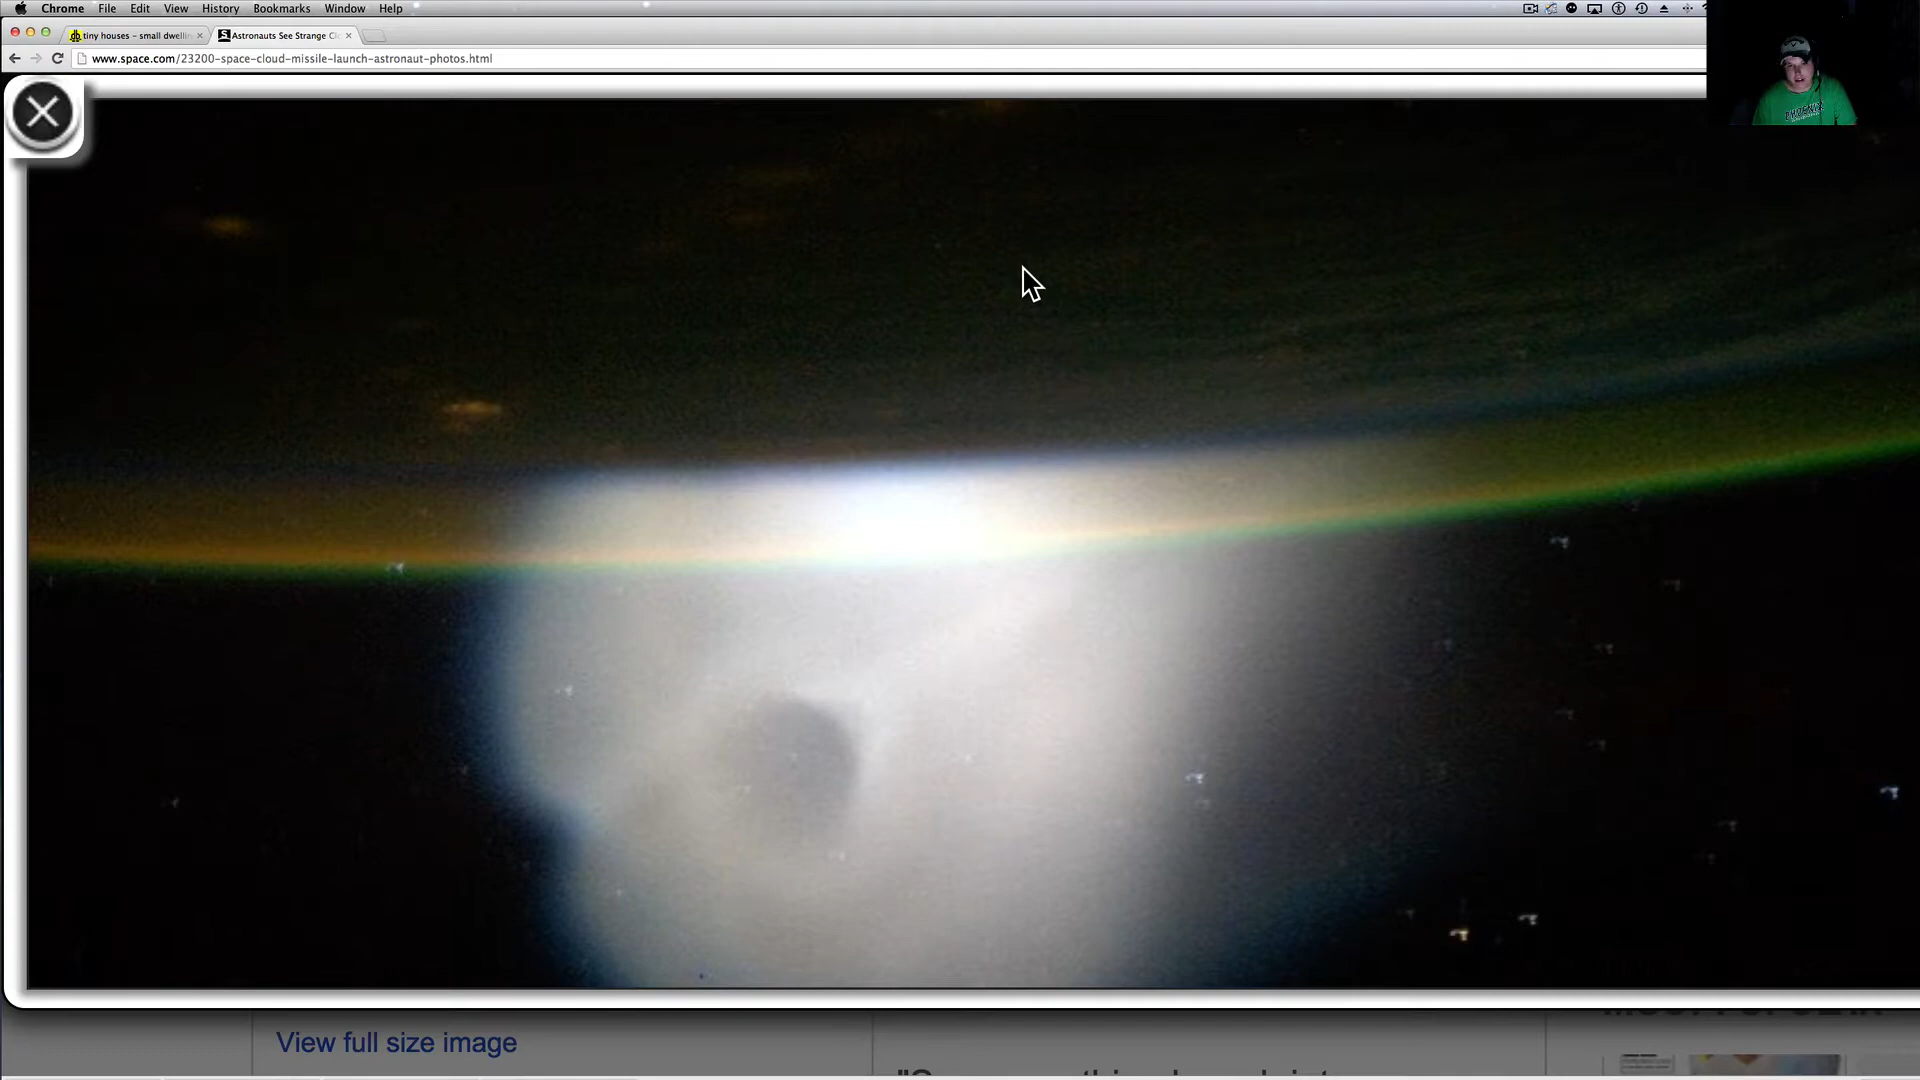 Chrome File Edit View History Bookmarks Window Help
tiny houses - small dwellin
Astronauts See Strange Cl
www.space.com/23200-space-cloud-missile-launch-astronaut-photos.html
View full size image